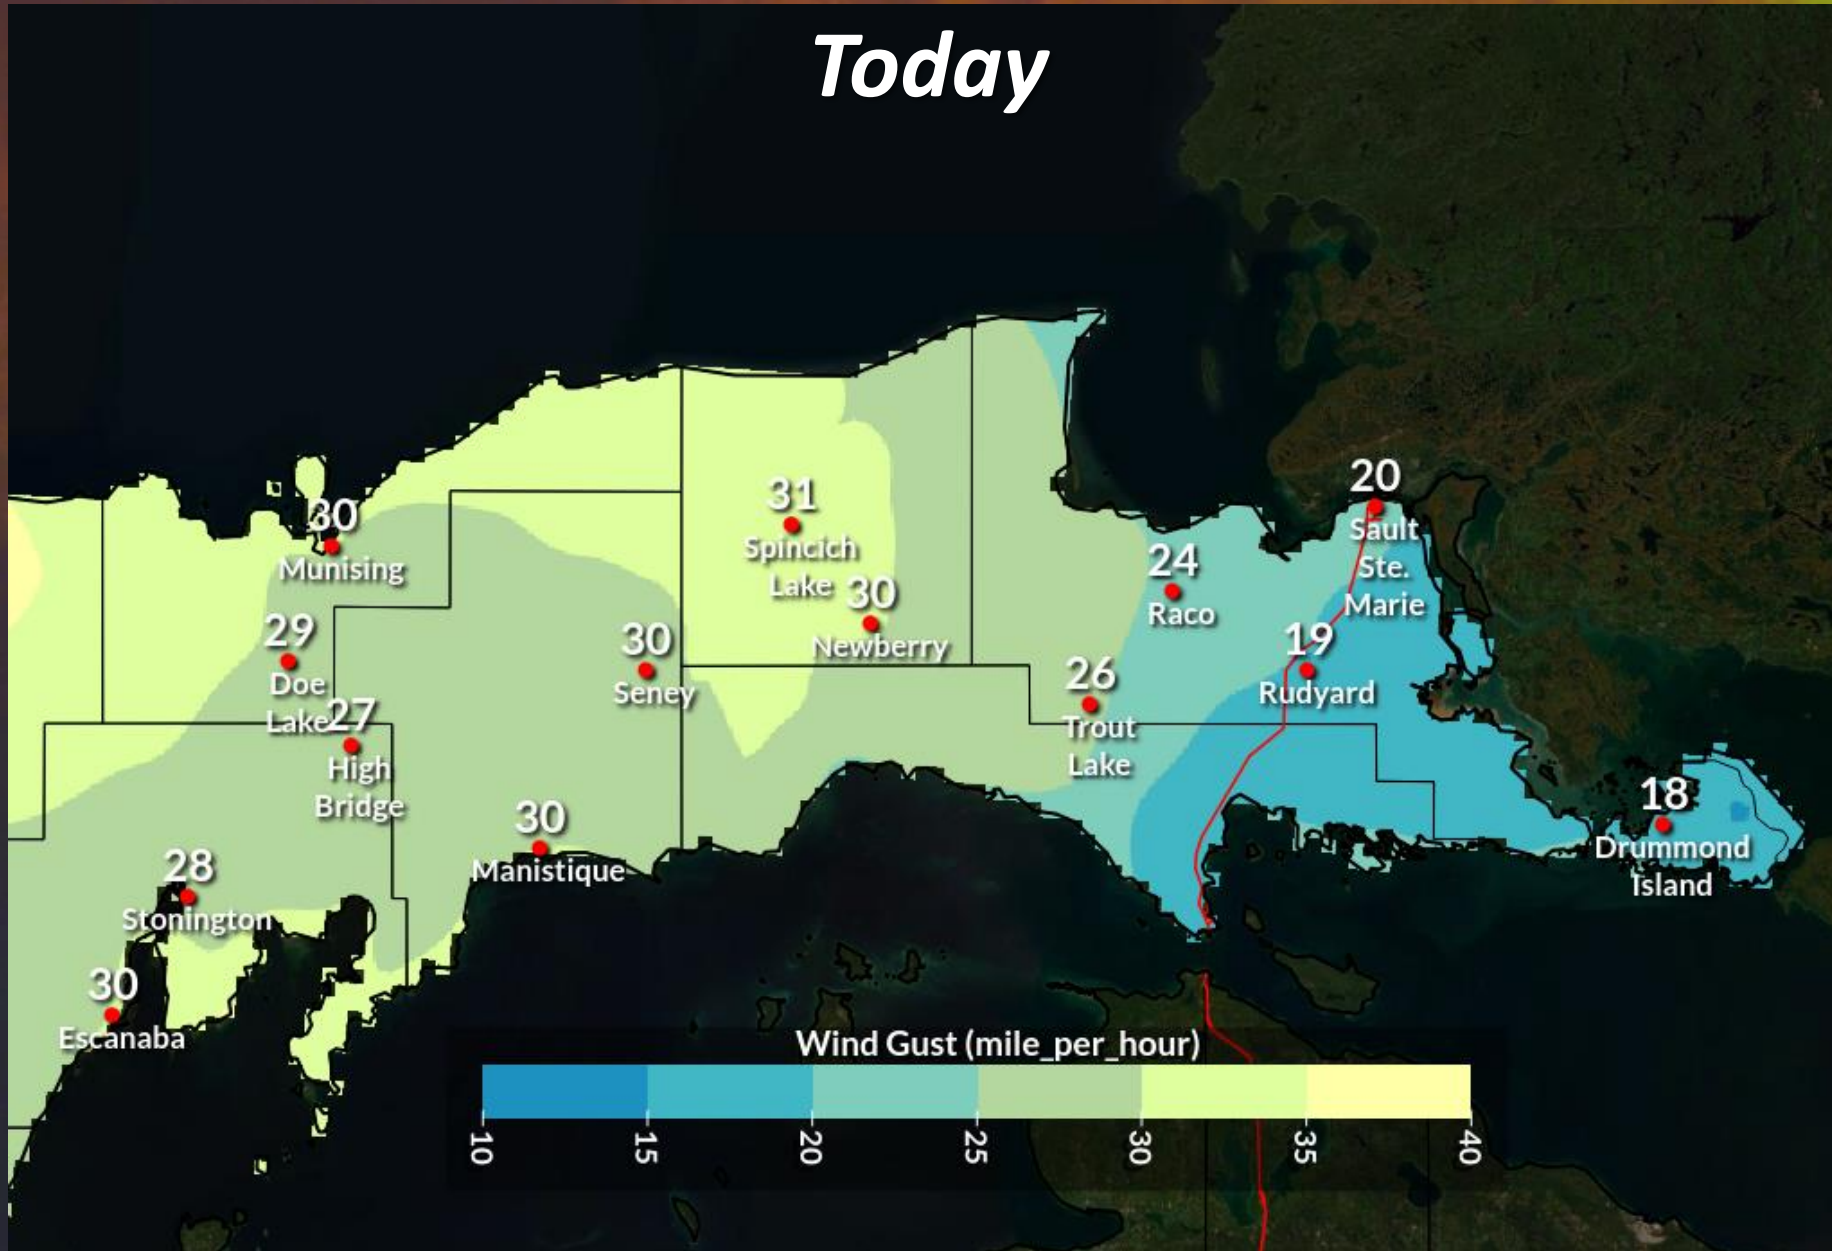 Today
20
Sault
Ste.
Marie
31
Spincich
Lake
30
Munising
24
Raco
30
Newberry
29
Doe
Lake
30
Seney
19
Rudyard
26
Trout
Lake
27
High
Bridge
18
Drummond
Island
30
Manistique
28
Stonington
30
Escanaba
Wind Gust (mile_per_hour)
10 15 20 25 30 35 40